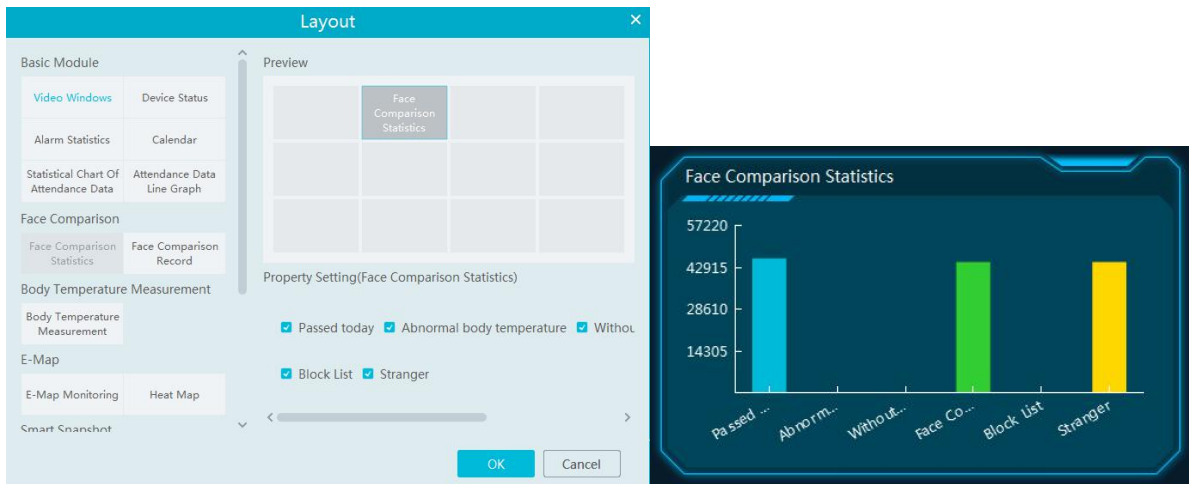 Layout
Basic Module
Video Windows
Device Status
Alarm Statistics
Calendar
Statistical Chart Of
Attendance Data
Attendance Data
Line Graph
Face Comparison
Face Comparison
Statistics
Face Comparison
Record
Body Temperature Measurement
Body Temperature
Measurement
E-Map
E-Map Monitoring
Heat Map
Smart Snapshot
Preview
Face
Comparison
Statistics
Property Setting(Face Comparison Statistics)
Passed today Abnormal body temperature Withou
Block List Stranger
OK Cancel
Face Comparison Statistics
57220
42915
28610
14305
Passed ...
Abnorm...
Without...
Face Co...
Block List
Stranger